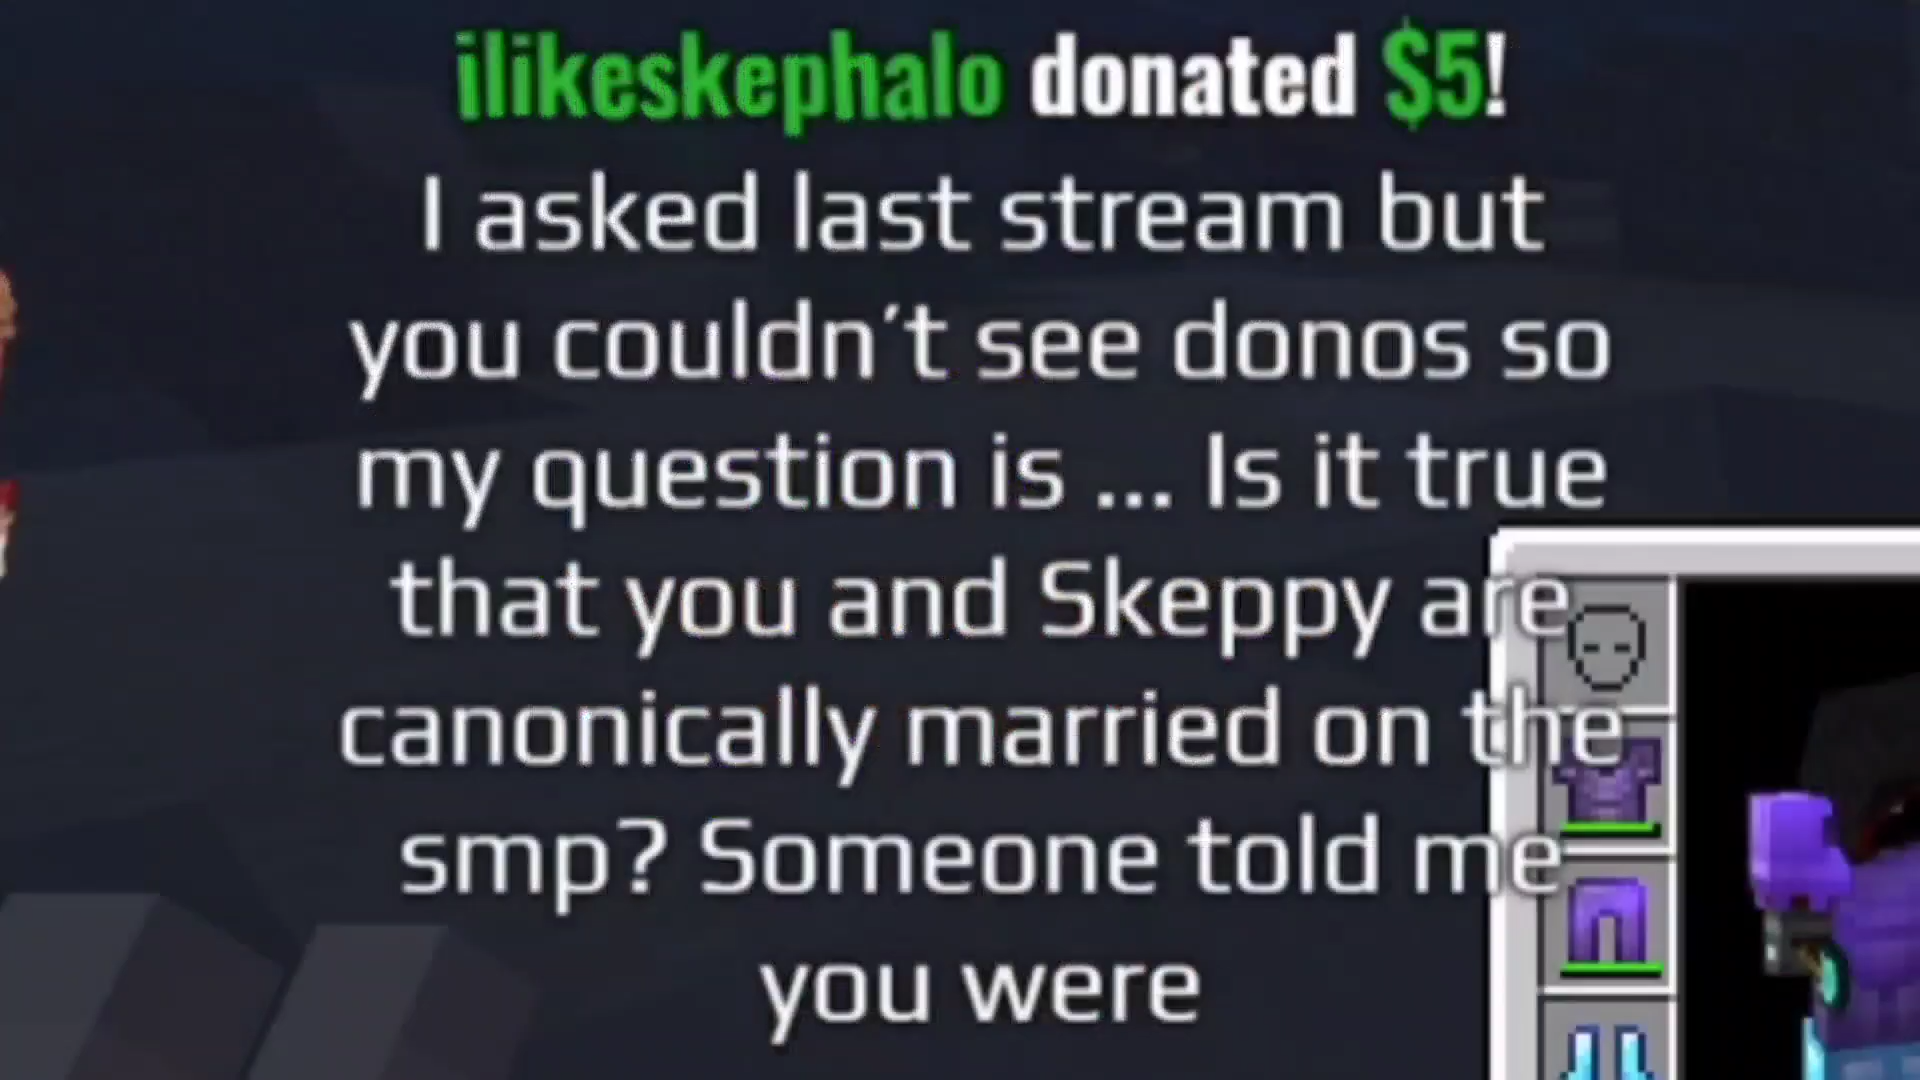 ilikeskephalo donated $5!
I asked last stream but
you couldn't see donos so
my question is ... Is it true
that you and Skeppy are
canonically married on the
smp? Someone told me
you were